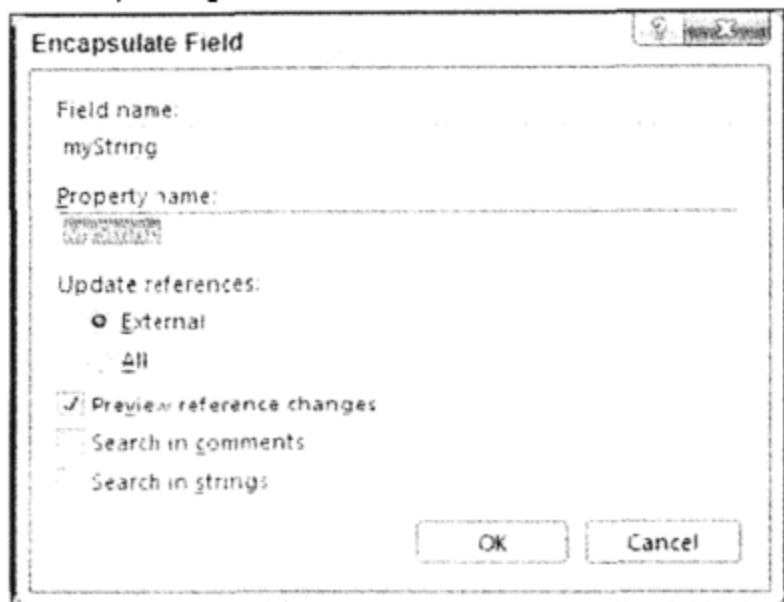 Encapsulate Field
Field name:
myString
Property name:
Update references:
External
All
Preview reference changes
Search in comments
Search in strings
OK
Cancel